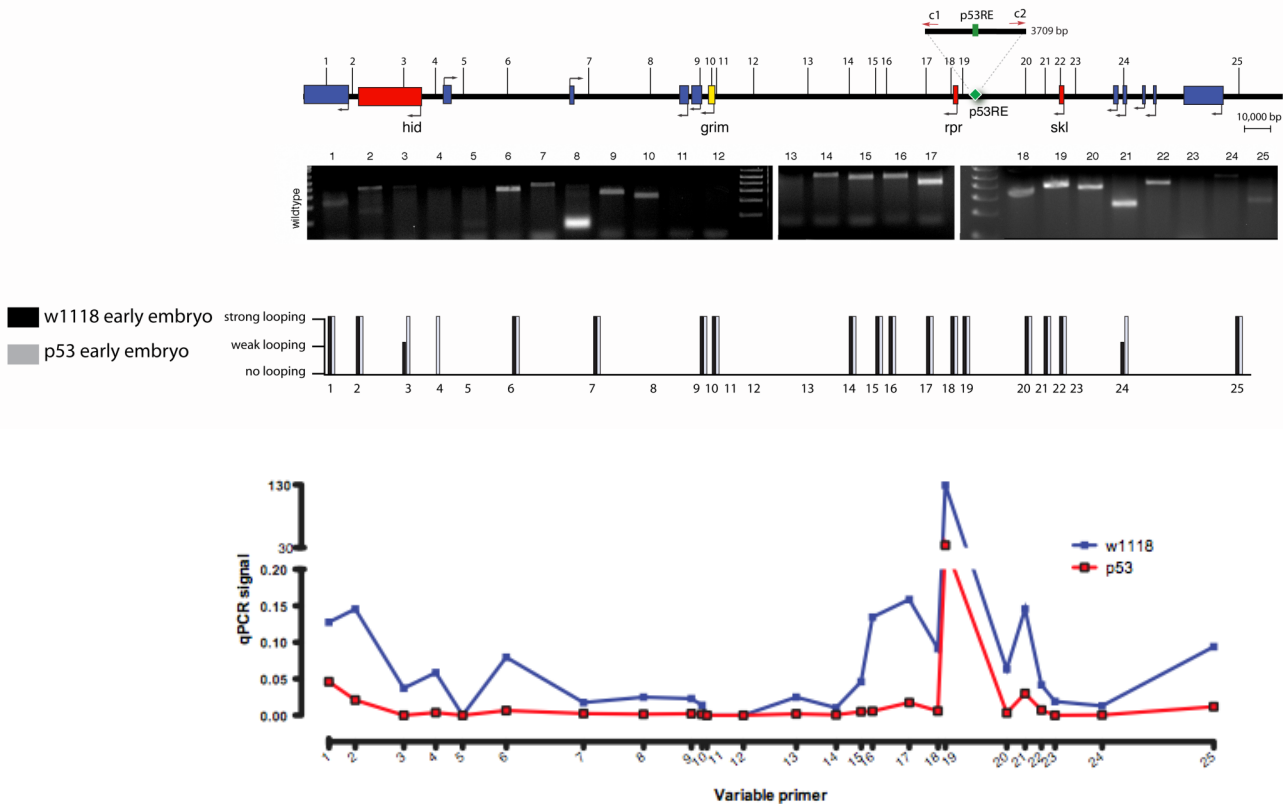 c1 p53RE c2
3709 bp
1 2 3 4 5 6 7 8 9 10 11 12 13 14 15 16 17 18 19 20 21 22 23 24 25
hid grim rpr p53RE skl 10,000 bp
1 2 3 4 5 6 7 8 9 10 11 12 13 14 15 16 17 18 19 20 21 22 23 24 25
wildtype
w1118 early embryo
p53 early embryo
strong looping
weak looping
no looping
1 2 3 4 5 6 7 8 9 10 11 12 13 14 15 16 17 18 19 20 21 22 23 24 25
130
30
0.20
0.15
0.10
0.05
0.00
qPCR signal
w1118
p53
1 2 3 4 5 6 7 8 9 10 11 12 13 14 15 16 17 18 19 20 21 22 23 24 25
Variable primer